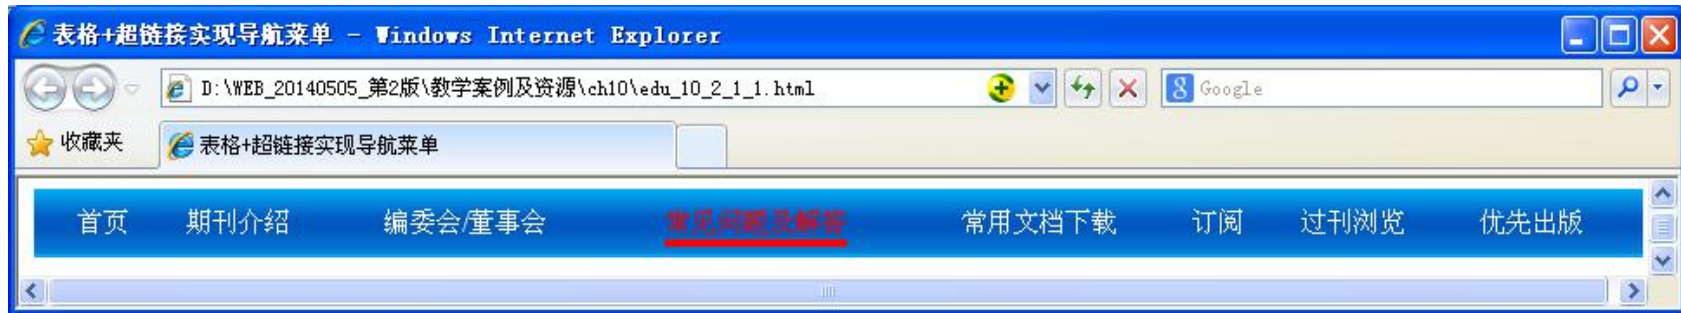 表格+超链接实现导航菜单 - Windows Internet Explorer
D:\WEB_20140505_第2版\教学案例及资源\ch10\edu_10_2_1_1.html Google
收藏夹 表格+超链接实现导航菜单
首页 期刊介绍 编委会/董事会 常见问题及解答 常用文档下载 订阅 过刊浏览 优先出版